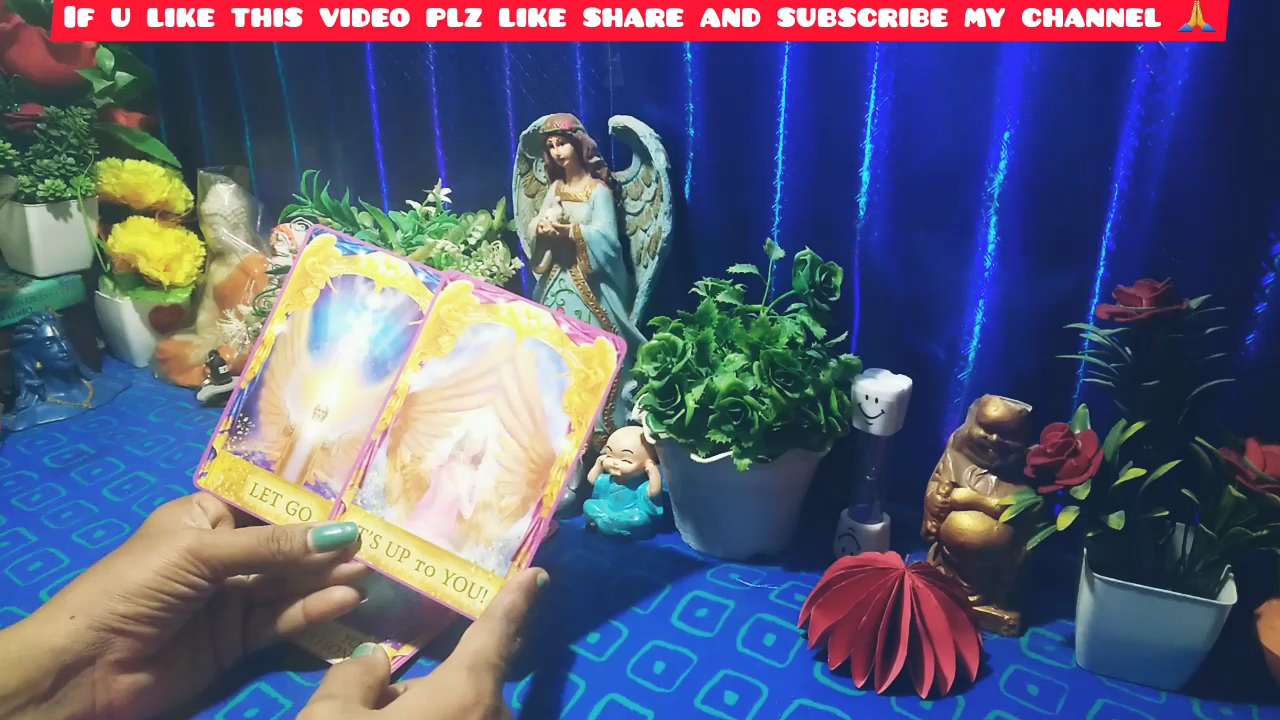 IF U LIKE THIS VIDEO PLZ LIKE SHARE AND SUBSCRIBE MY CHANNEL 🙏
LET GO
T'S UP TO YOU!